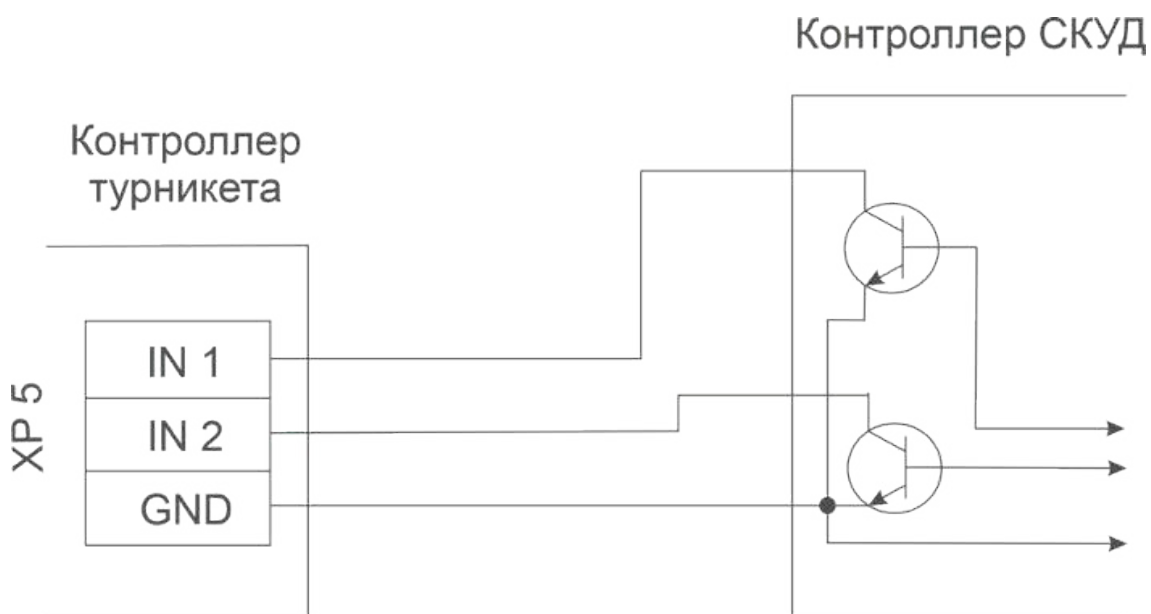 Контроллер СКУД
Контроллер
турникета
XP 5
IN 1
IN 2
GND